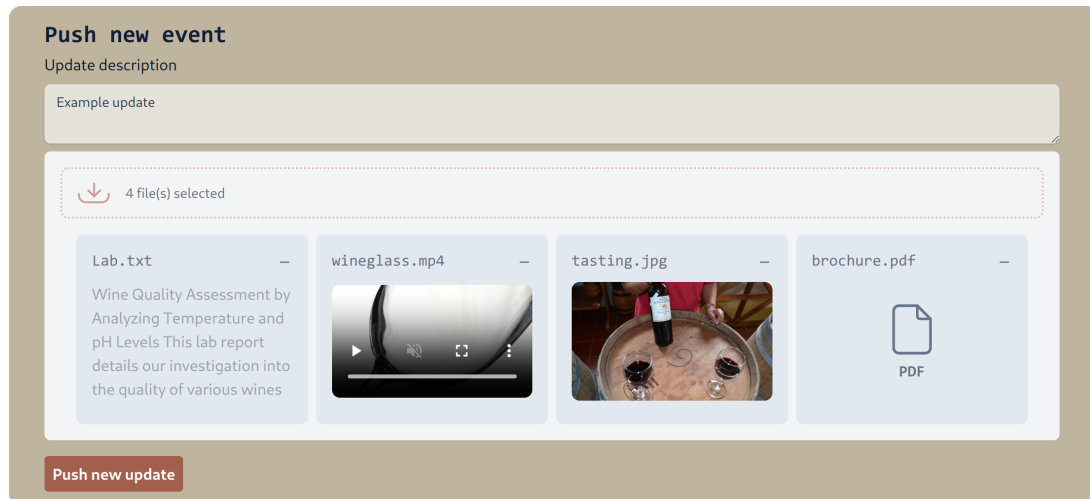 Push new event
Update description
Example update
4 file(s) selected
Lab.txt
Wine Quality Assessment by
Analyzing Temperature and
pH Levels This lab report
details our investigation into
the quality of various wines
wineglass.mp4
tasting.jpg
brochure.pdf
PDF
Push new update